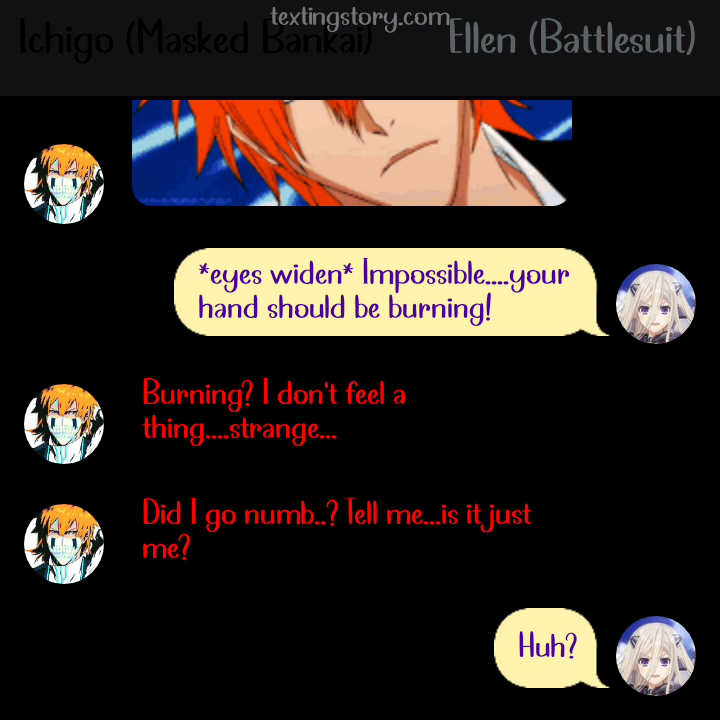 textingstory.com
Ichigo (Masked Bankai)
Ellen (Battlesuit)
*eyes widen* Impossible....your
hand should be burning!
Burning? I don't feel a
thing....strange...
Did I go numb..? Tell me...is it just
me?
Huh?